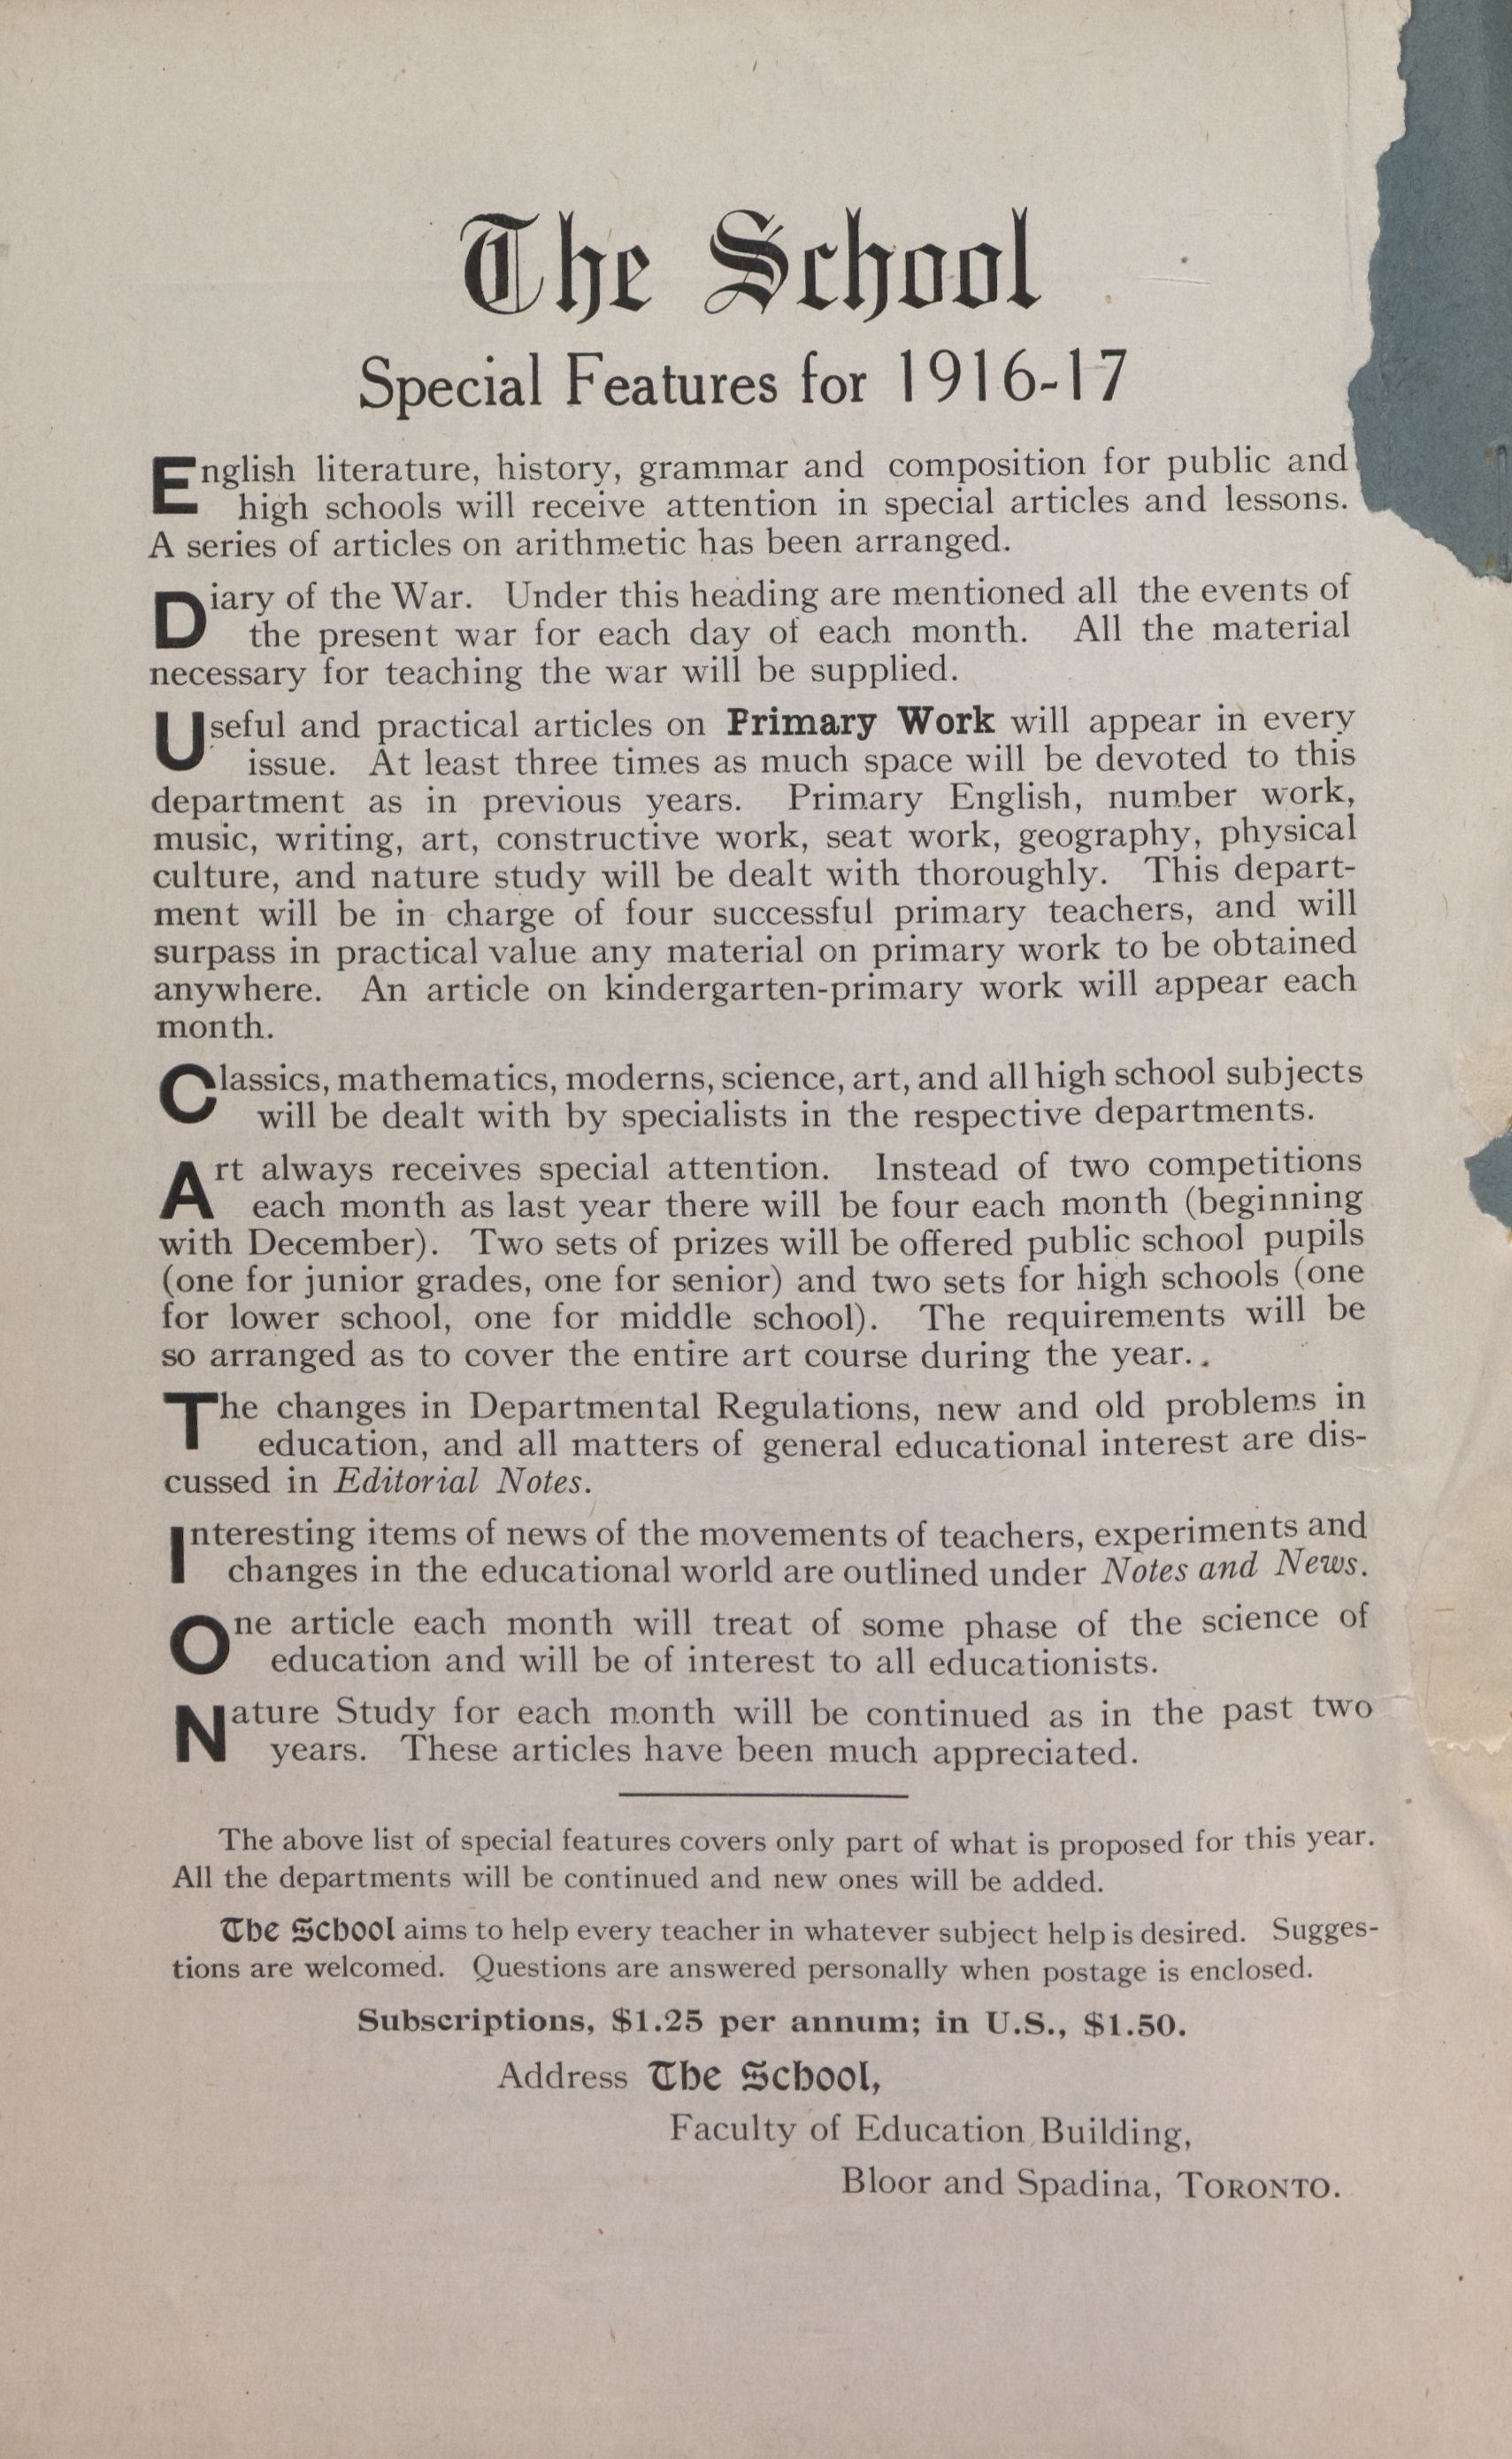 The School
Special Features for 1916-17
English literature, history, grammar and composition for public and
high schools will receive attention in special articles and lessons.
A series of articles on arithmetic has been arranged.
Diary of the War. Under this heading are mentioned all the events of
the present war for each day of each month. All the material
necessary for teaching the war will be supplied.
Useful and practical articles on Primary Work will appear in every
issue. At least three times as much space will be devoted to this
department as in previous years. Primary English, number work,
music, writing, art, constructive work, seat work, geography, physical
culture, and nature study will be dealt with thoroughly. This depart-
ment will be in charge of four successful primary teachers, and will
surpass in practical value any material on primary work to be obtained
anywhere. An article on kindergarten-primary work will appear each
month.
Classics, mathematics, moderns, science, art, and all high school subjects
will be dealt with by specialists in the respective departments.
Art always receives special attention. Instead of two competitions
each month as last year there will be four each month (beginning
with December). Two sets of prizes will be offered public school pupils
(one for junior grades, one for senior) and two sets for high schools (one
for lower school, one for middle school). The requirements will be
so arranged as to cover the entire art course during the year.
The changes in Departmental Regulations, new and old problems in
education, and all matters of general educational interest are dis-
cussed in Editorial Notes.
Interesting items of news of the movements of teachers, experiments and
changes in the educational world are outlined under Notes and News.
One article each month will treat of some phase of the science of
education and will be of interest to all educationists.
Nature Study for each month will be continued as in the past two
years. These articles have been much appreciated.
The above list of special features covers only part of what is proposed for this year.
All the departments will be continued and new ones will be added.
The School aims to help every teacher in whatever subject help is desired. Sugges-
tions are welcomed. Questions are answered personally when postage is enclosed.
Subscriptions, $1.25 per annum; in U.S., $1.50.
Address The School,
Faculty of Education Building,
Bloor and Spadina, TORONTO.